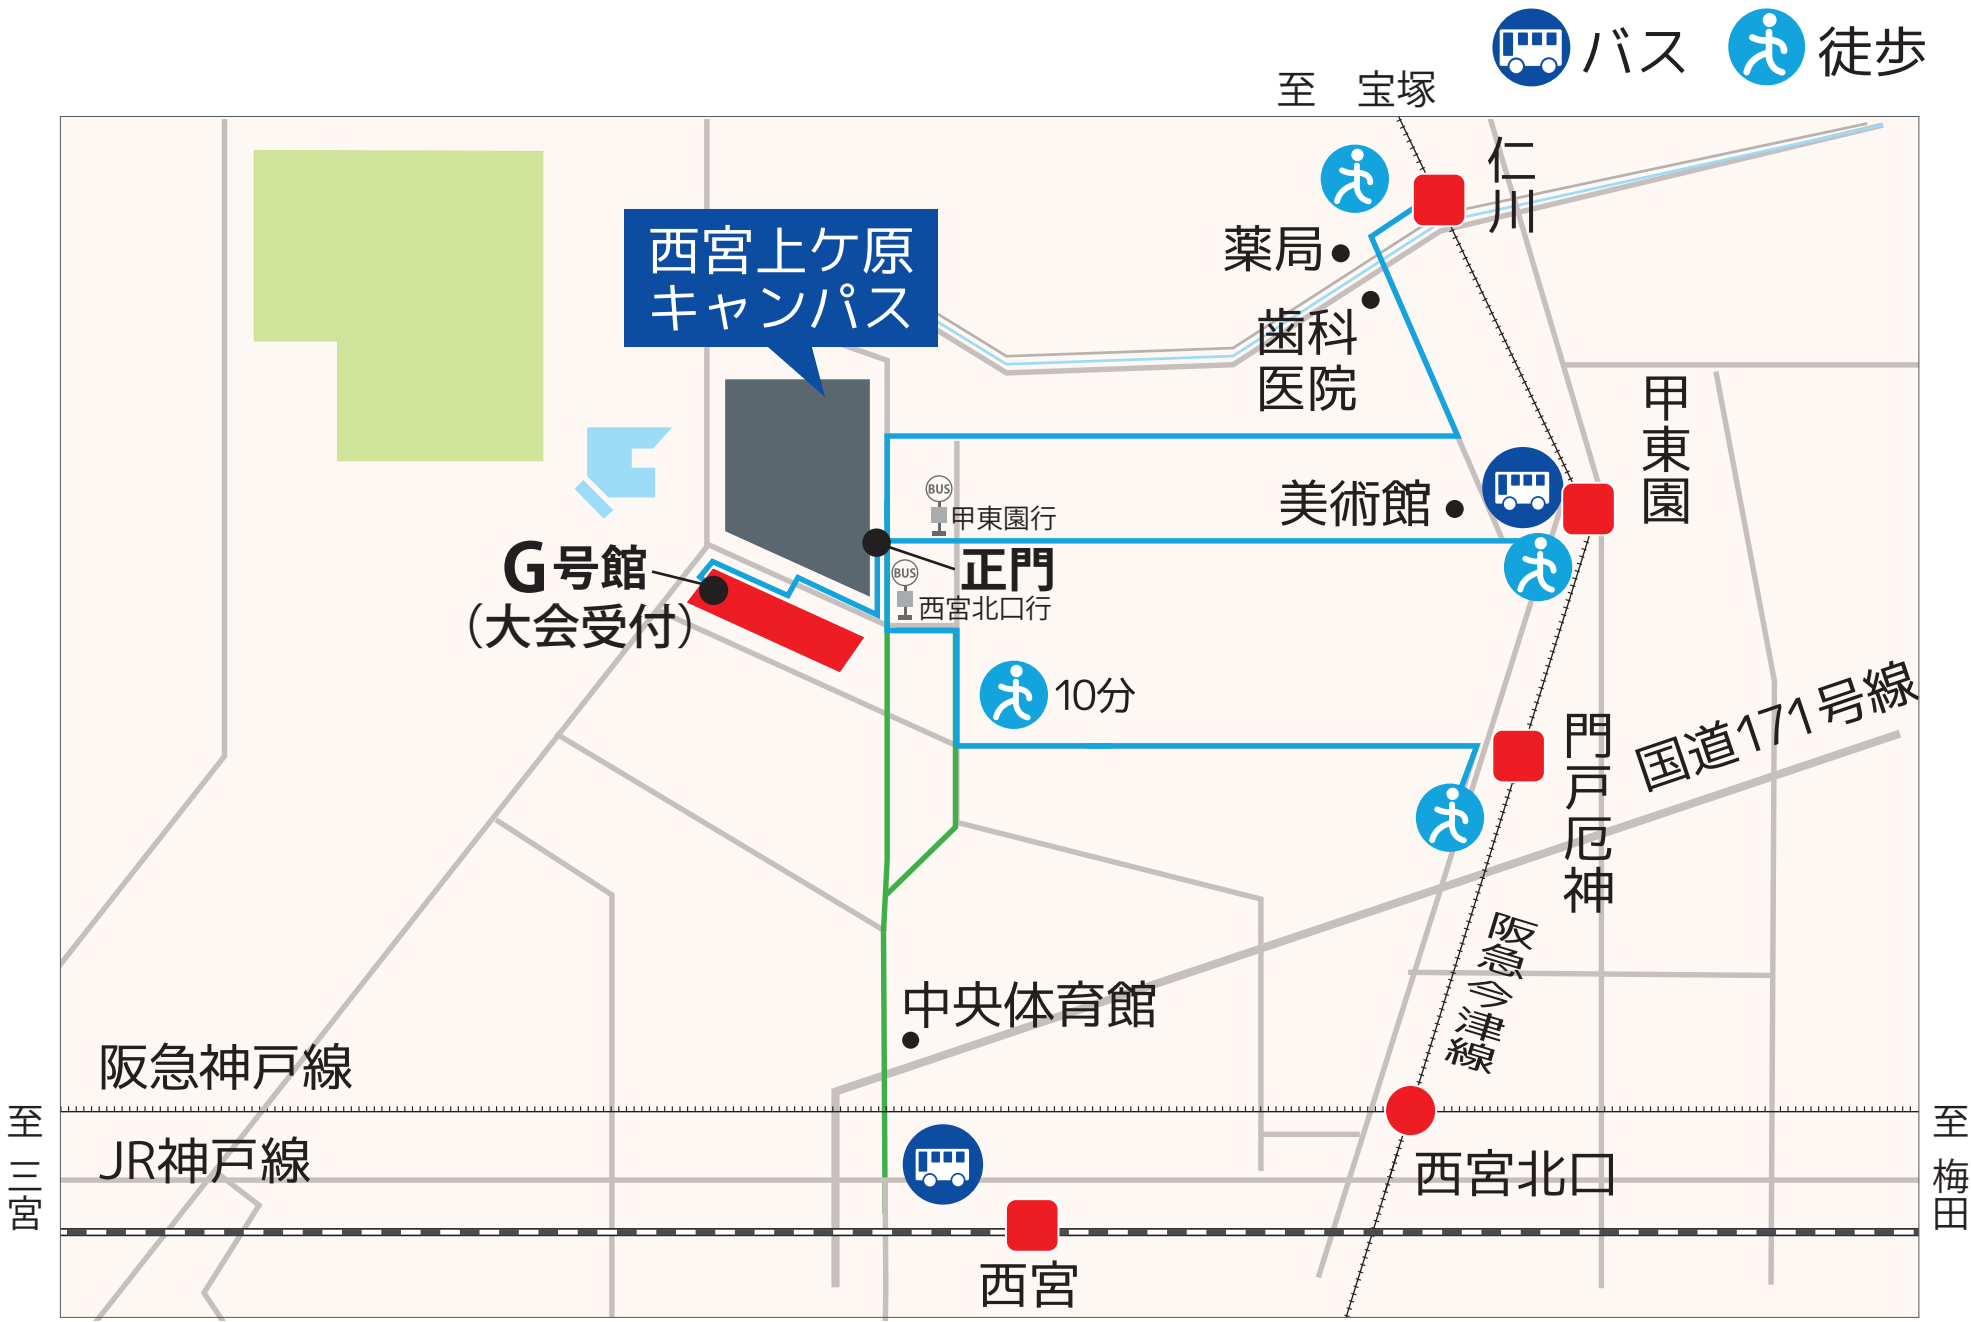 バス
徒歩
至 宝塚
仁川
西宮上ケ原
キャンパス
薬局
歯科
医院
甲東園
美術館
BUS
甲東園行
G号館
(大会受付)
正門
BUS
西宮北口行
10分
国道171号線
門戸厄神
阪急今津線
中央体育館
阪急神戸線
至 三宮
至 梅田
JR神戸線
西宮北口
西宮